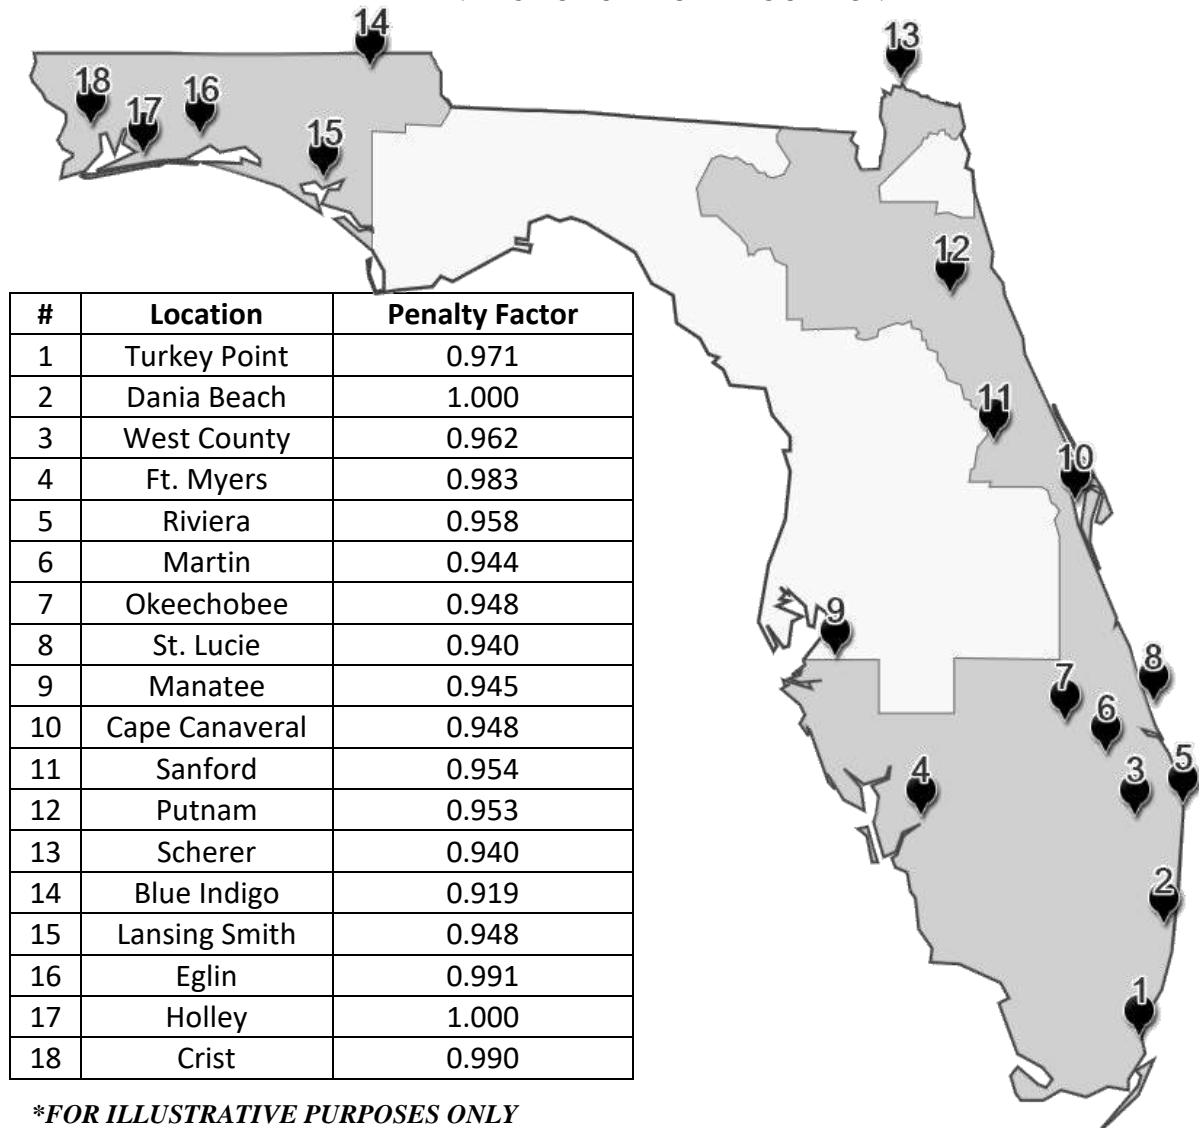 14
13
18
16
17
15
12
# Location Penalty Factor
1 Turkey Point 0.971
2 Dania Beach 1.000
3 West County 0.962
4 Ft. Myers 0.983
5 Riviera 0.958
6 Martin 0.944
7 Okeechobee 0.948
8 St. Lucie 0.940
9 Manatee 0.945
10 Cape Canaveral 0.948
11 Sanford 0.954
12 Putnam 0.953
13 Scherer 0.940
14 Blue Indigo 0.919
15 Lansing Smith 0.948
16 Eglin 0.991
17 Holley 1.000
18 Crist 0.990
11
10
9
8
7
6
5
4
3
2
1
*FOR ILLUSTRATIVE PURPOSES ONLY